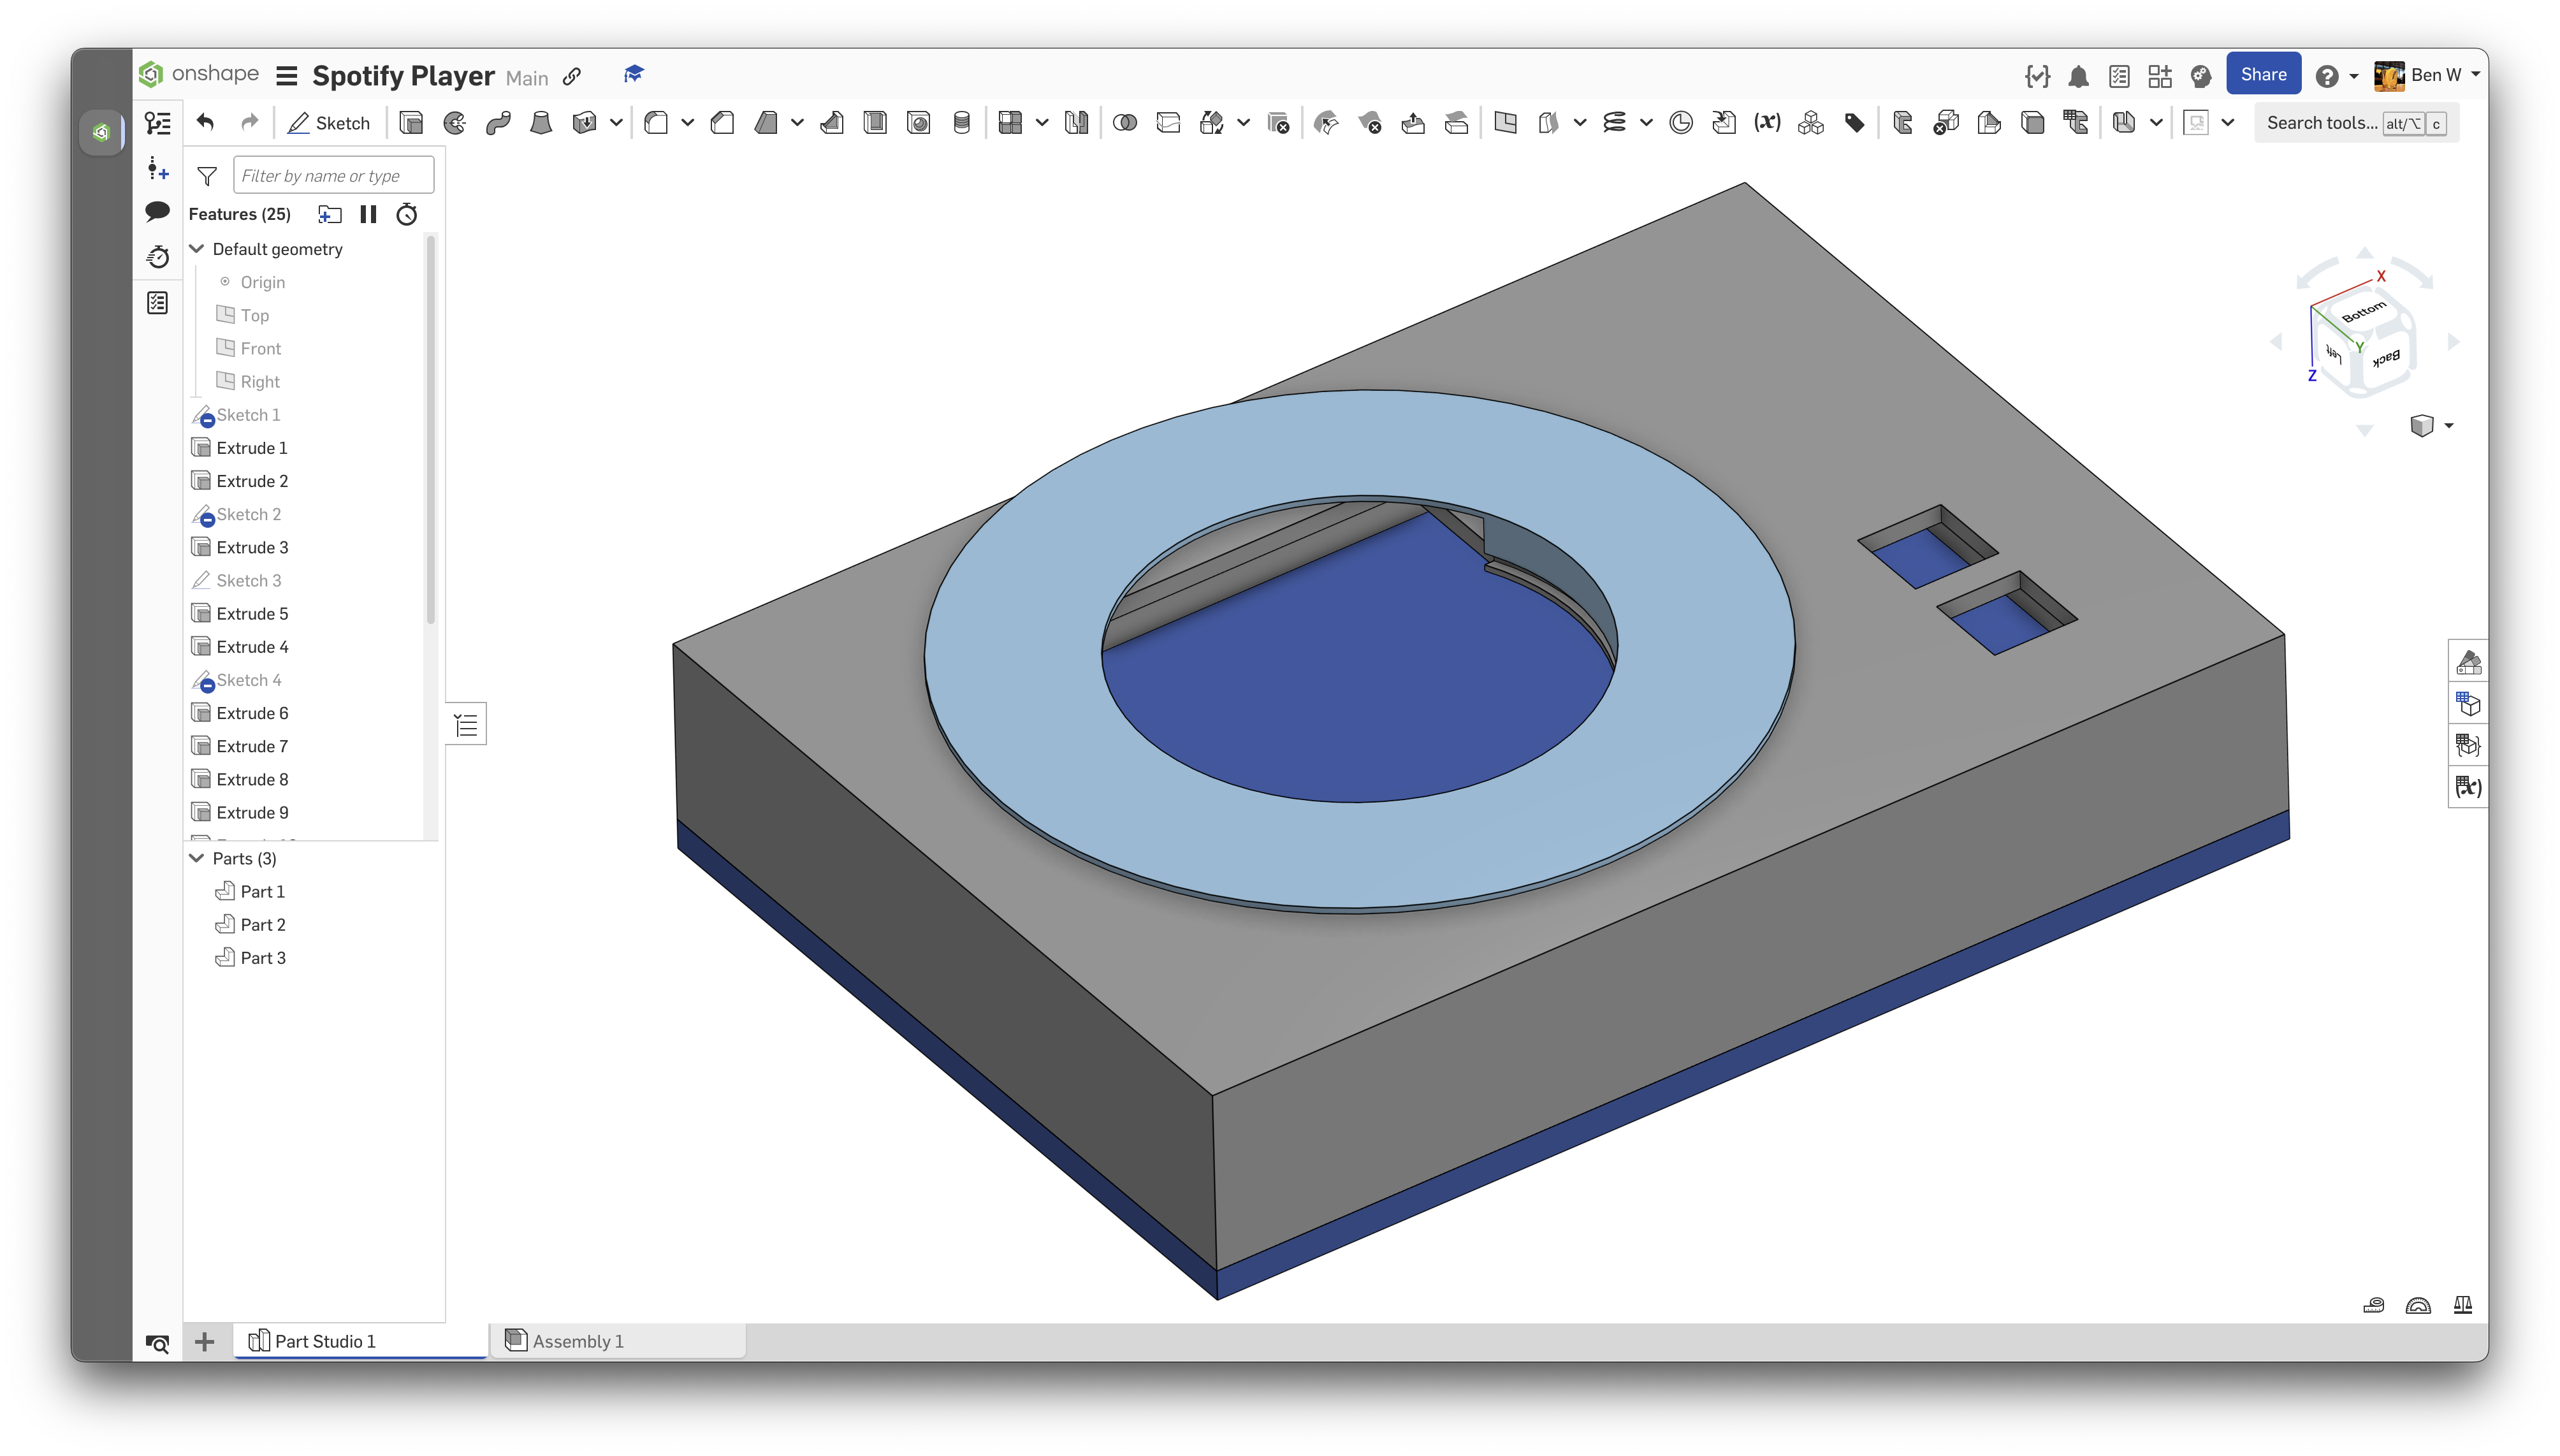 onshape
Spotify Player Main
Share
Ben W
Sketch
(x)
Search tools... alt/⌥ c
Filter by name or type
Features (25)
Default geometry
Origin
Top
Front
Right
Sketch 1
Extrude 1
Extrude 2
Sketch 2
Extrude 3
Sketch 3
Extrude 5
Extrude 4
Sketch 4
Extrude 6
Extrude 7
Extrude 8
Extrude 9
Parts (3)
Part 1
Part 2
Part 3
X
Bottom
Y
Left
Back
Z
(x)
Part Studio 1
Assembly 1